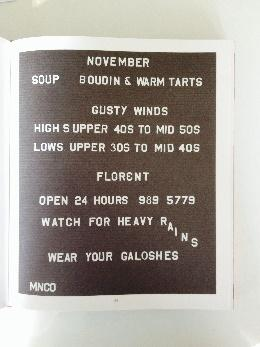 NOVEMBER
SOUP BOUDIN & WARM TARTS
GUSTY WINDS
HIGHS UPPER 40S TO MID 50S
LOWS UPPER 30S TO MID 40S
FLORENT
OPEN 24 HOURS 989 5779
WATCH FOR HEAVY RAINS
WEAR YOUR GALOSHES
MNCO